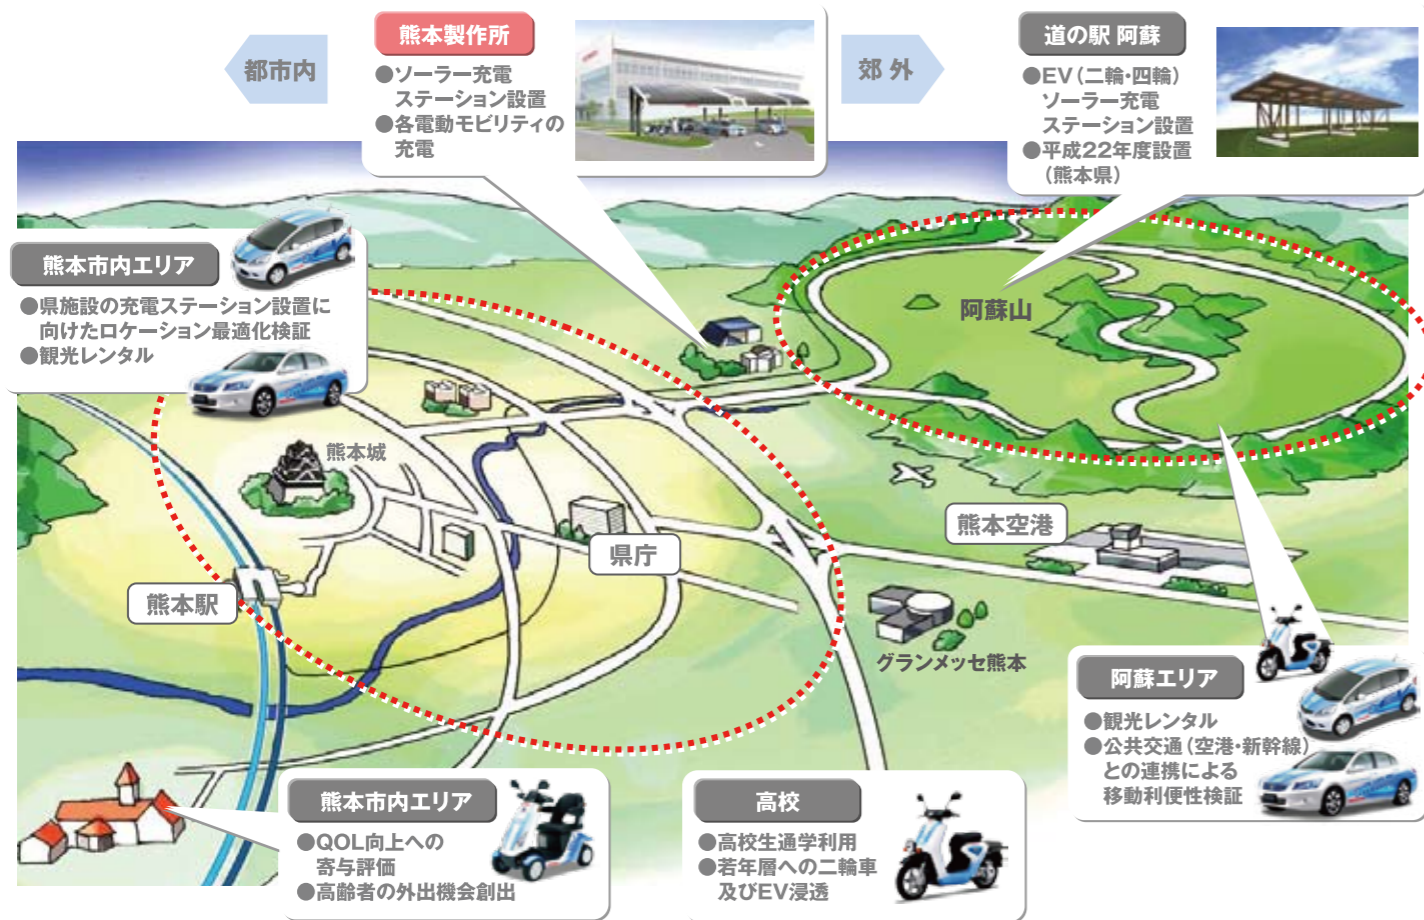 都市内
熊本製作所
●ソーラー充電
ステーション設置
●各電動モビリティの
充電
郊外
道の駅 阿蘇
●EV(二輪・四輪)
ソーラー充電
ステーション設置
●平成22年度設置
(熊本県)
熊本市内エリア
●県施設の充電ステーション設置に
向けたロケーション最適化検証
●観光レンタル
阿蘇山
熊本城
熊本空港
県庁
熊本駅
グランメッセ熊本
阿蘇エリア
●観光レンタル
●公共交通(空港・新幹線)
との連携による
移動利便性検証
熊本市内エリア
●QOL向上への
寄与評価
●高齢者の外出機会創出
高校
●高校生通学利用
●若年層への二輪車
及びEV浸透